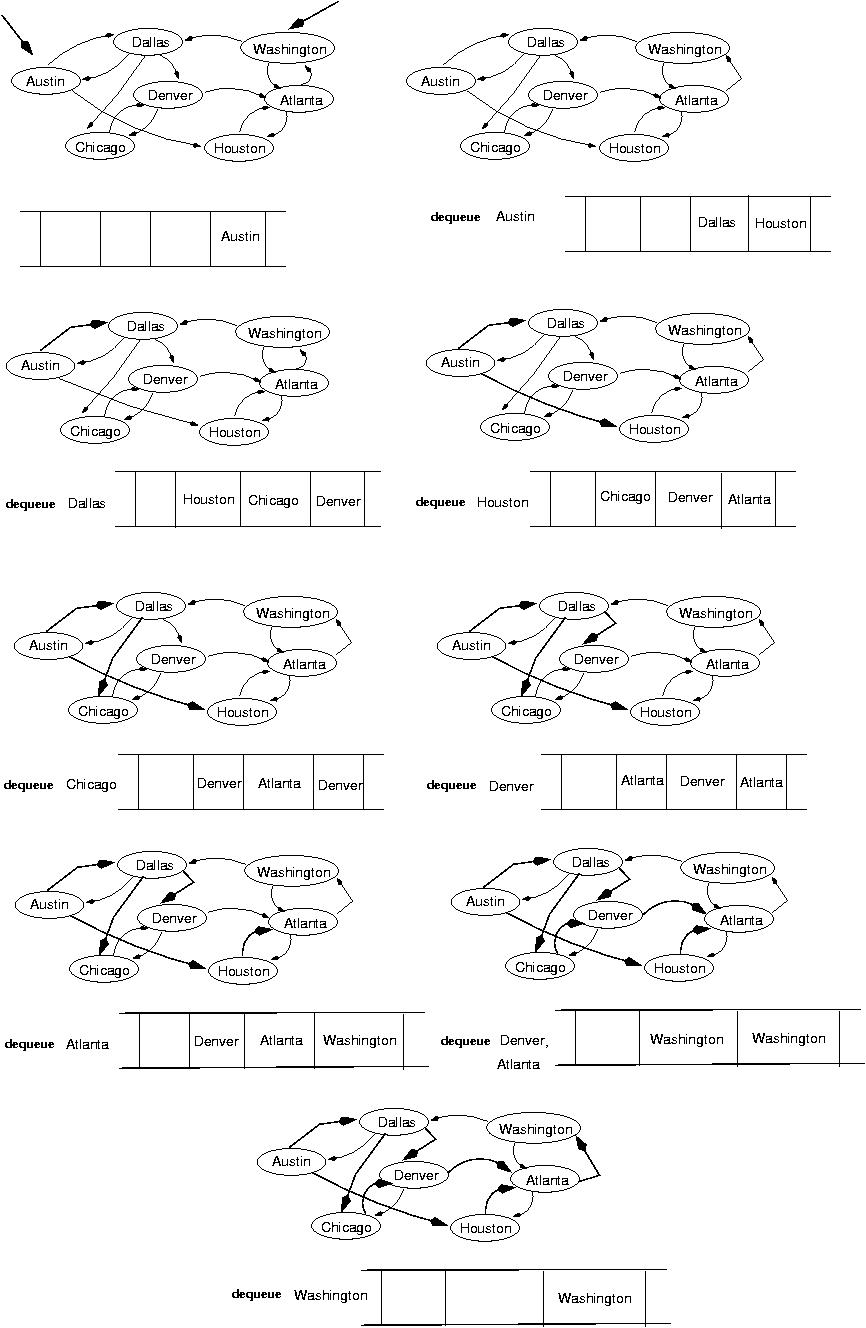 Dallas Washington
Austin Denver Atlanta
Chicago Houston
Austin
Dallas Washington
Austin Denver Atlanta
Chicago Houston
dequeue Austin Dallas Houston
Dallas Washington
Austin Denver Atlanta
Chicago Houston
dequeue Dallas Houston Chicago Denver
Dallas Washington
Austin Denver Atlanta
Chicago Houston
dequeue Houston Chicago Denver Atlanta
Dallas Washington
Austin Denver Atlanta
Chicago Houston
dequeue Chicago Denver Atlanta Denver
Dallas Washington
Austin Denver Atlanta
Chicago Houston
dequeue Denver Atlanta Denver Atlanta
Dallas Washington
Austin Denver Atlanta
Chicago Houston
dequeue Atlanta Denver Atlanta Washington
Dallas Washington
Austin Denver Atlanta
Chicago Houston
dequeue Denver, Washington Washington
Atlanta
Dallas Washington
Austin Denver Atlanta
Chicago Houston
dequeue Washington Washington